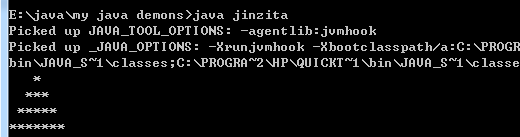 E:\java\my java demons>java jinzita
Picked up JAVA_TOOL_OPTIONS: -agentlib:jvmhook
Picked up _JAVA_OPTIONS: -Xrunjvmhook -Xbootclasspath/a:C:\PROGR
bin\JAVA_S~1\classes;C:\PROGRA~2\HP\QUICKT~1\bin\JAVA_S~1\classe
   *
  ***
 *****
*******